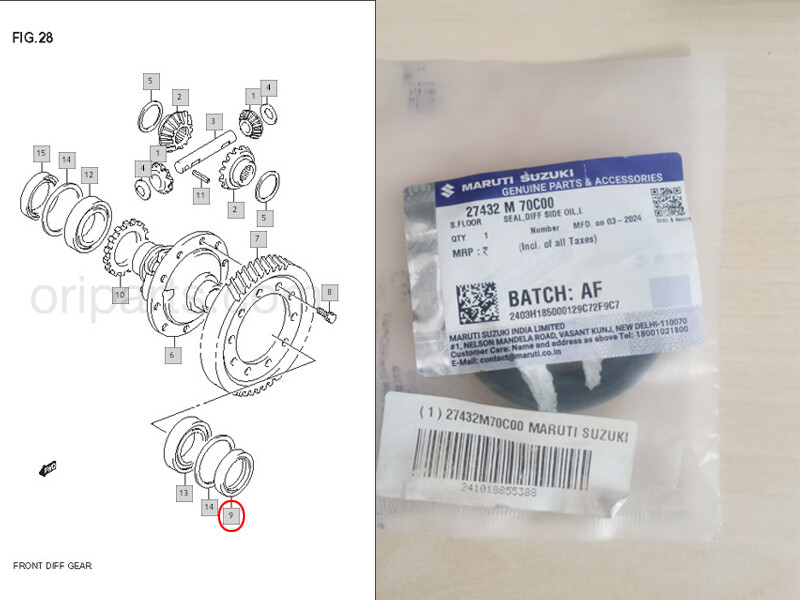 FIG.28
5
2
4
1
3
15
14
12
1
4
11
2
5
7
8
10
6
13
14
9
FWD
oriparts.com
FRONT DIFF GEAR
MARUTI SUZUKI
GENUINE PARTS & ACCESSORIES
27432 M 70C00
S.FLOOR SEAL,DIFF SIDE OIL,L
QTY 1 Number MFD. on 03-2024
MRP : ₹ (Incl. of all Taxes)
BATCH: AF
2403H185000129C72F9C7
MARUTI SUZUKI INDIA LIMITED
#1, NELSON MANDELA ROAD, VASANT KUNJ, NEW DELHI-110070
Customer Care: Name and address as above Tel: 18001021800
E-Mail: contact@maruti.co.in
(1) 27432M70C00 MARUTI SUZUKI
241018855388